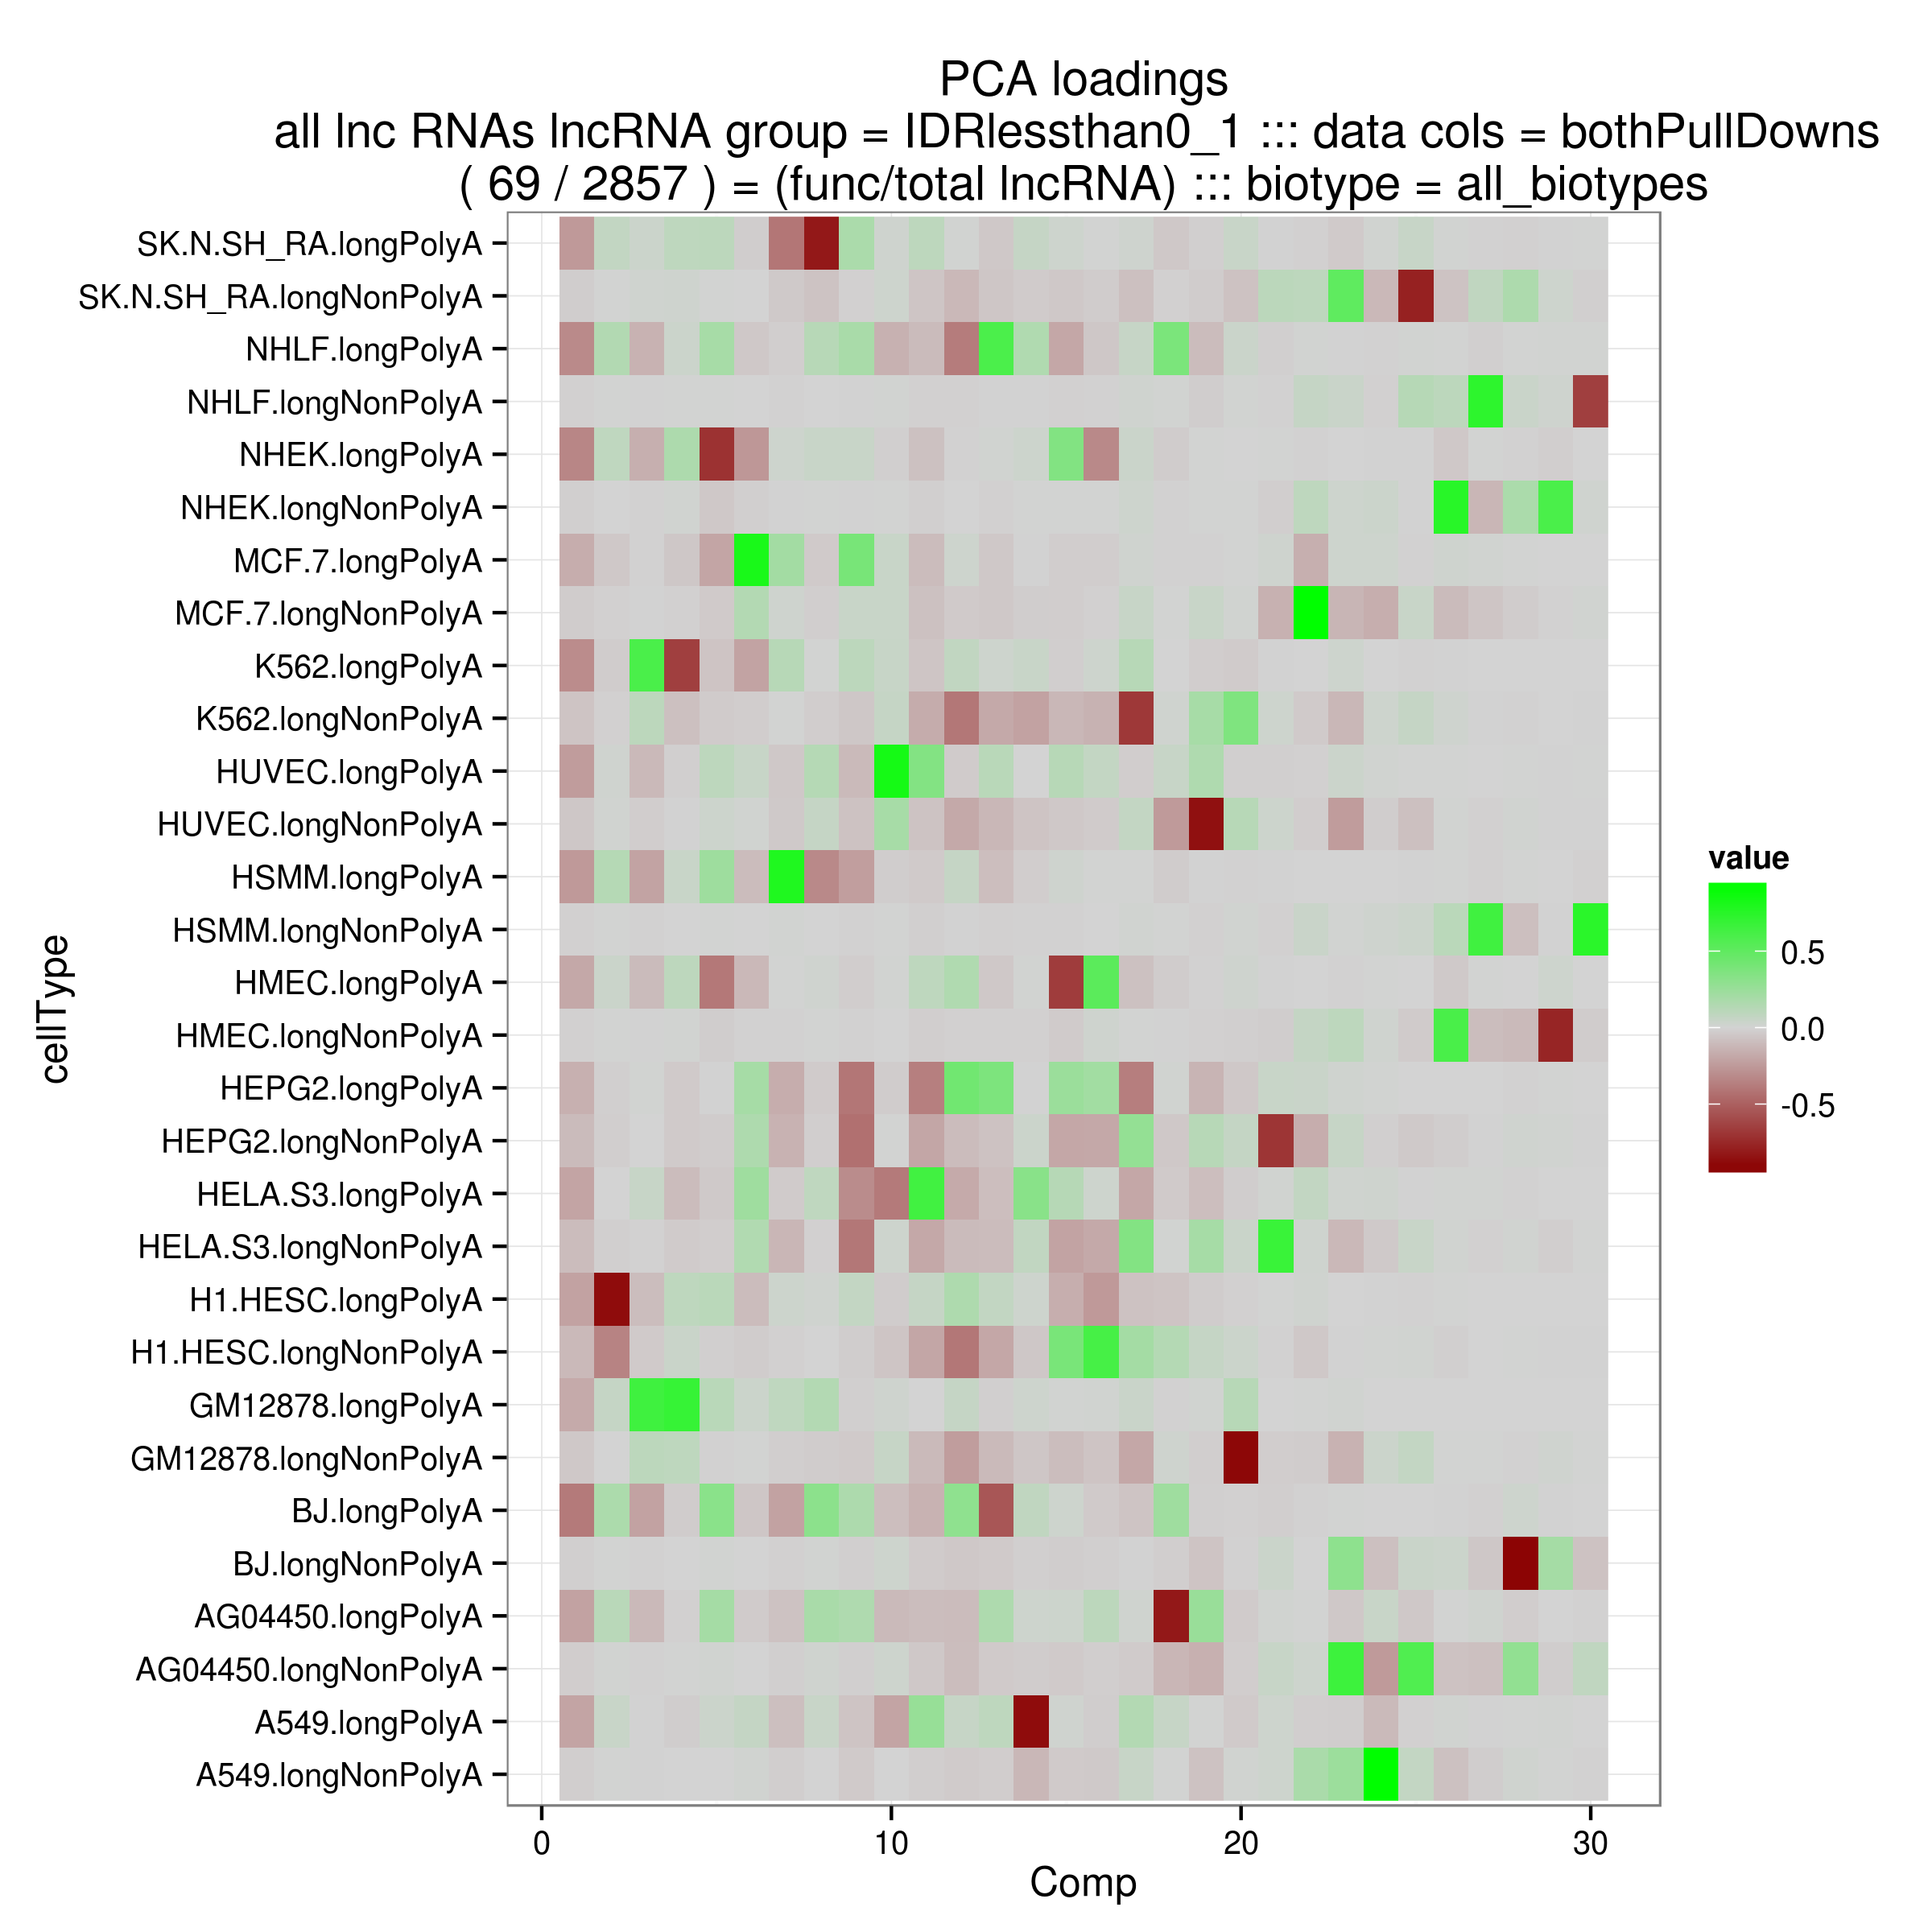 PCA loadings
all lnc RNAs lncRNA group = IDRlessthan0_1 ::: data cols = bothPullDowns
( 69 / 2857 ) = (func/total lncRNA) ::: biotype = all_biotypes
SK.N.SH_RA.longPolyA
SK.N.SH_RA.longNonPolyA
NHLF.longPolyA
NHLF.longNonPolyA
NHEK.longPolyA
NHEK.longNonPolyA
MCF.7.longPolyA
MCF.7.longNonPolyA
K562.longPolyA
K562.longNonPolyA
HUVEC.longPolyA
HUVEC.longNonPolyA
HSMM.longPolyA
HSMM.longNonPolyA
HMEC.longPolyA
HMEC.longNonPolyA
HEPG2.longPolyA
HEPG2.longNonPolyA
HELA.S3.longPolyA
HELA.S3.longNonPolyA
H1.HESC.longPolyA
H1.HESC.longNonPolyA
GM12878.longPolyA
GM12878.longNonPolyA
BJ.longPolyA
BJ.longNonPolyA
AG04450.longPolyA
AG04450.longNonPolyA
A549.longPolyA
A549.longNonPolyA
cellType
0 10 20 30
Comp
value
0.5
0.0
-0.5